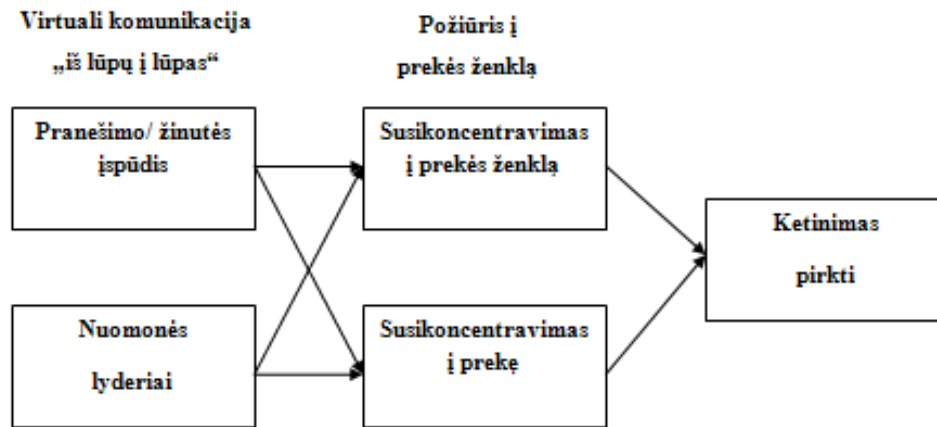 Virtuali komunikacija
„iš lūpų į lūpas“
Požiūris į
prekės ženklą
Pranešimo/ žinutės
įspūdis
Susikoncentravimas
į prekės ženklą
Ketinimas
pirkti
Nuomonės
lyderiai
Susikoncentravimas
į prekę